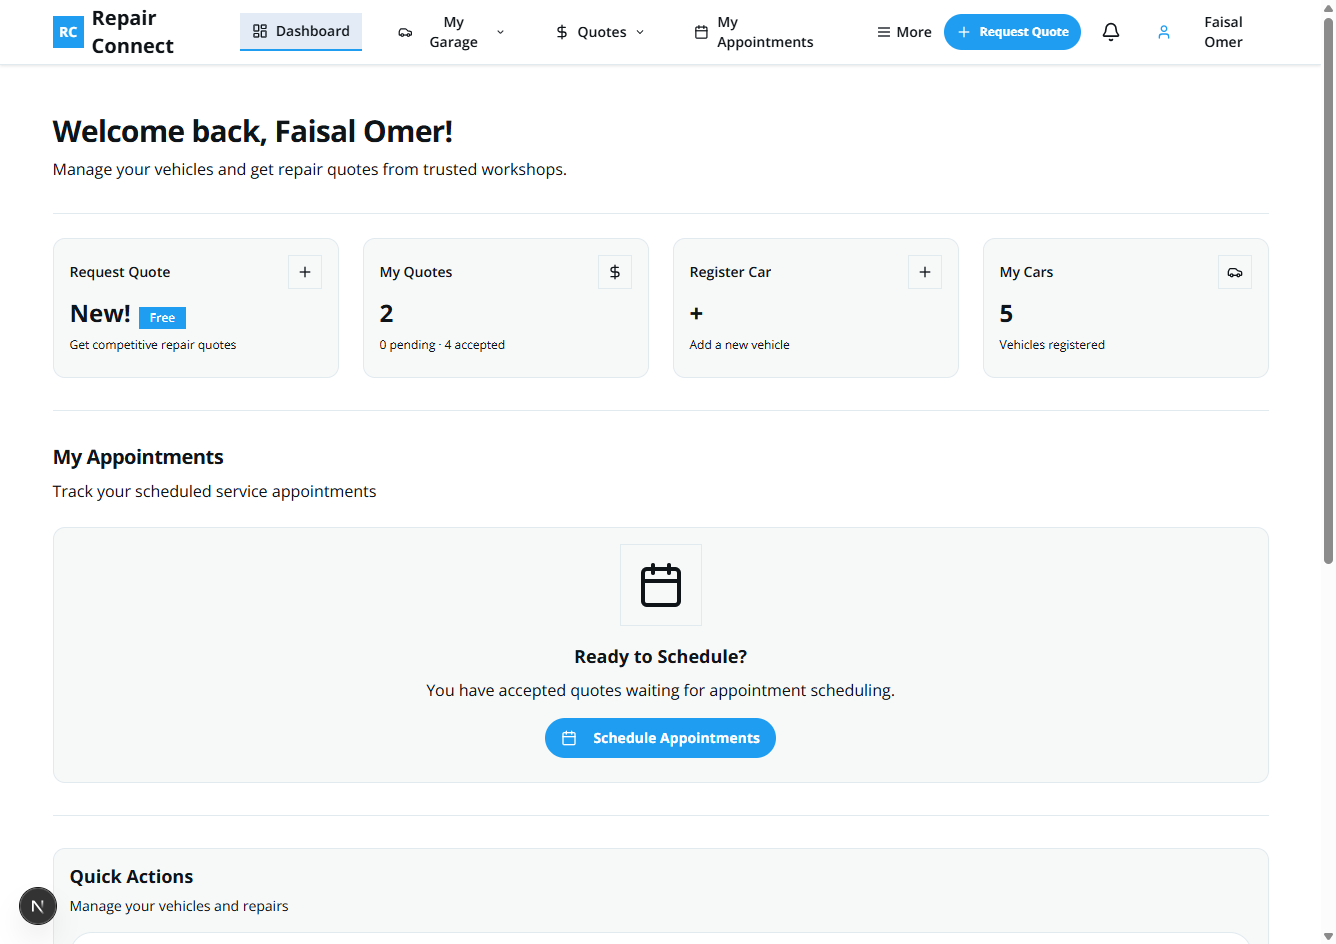 RC
Repair
Connect
Dashboard
My
Garage
Quotes
My
Appointments
More
Request Quote
Faisal
Omer
Welcome back, Faisal Omer!
Manage your vehicles and get repair quotes from trusted workshops.
Request Quote
+
New! Free
Get competitive repair quotes
My Quotes
$
2
0 pending · 4 accepted
Register Car
+
+
Add a new vehicle
My Cars
5
Vehicles registered
My Appointments
Track your scheduled service appointments
Ready to Schedule?
You have accepted quotes waiting for appointment scheduling.
Schedule Appointments
Quick Actions
Manage your vehicles and repairs
N